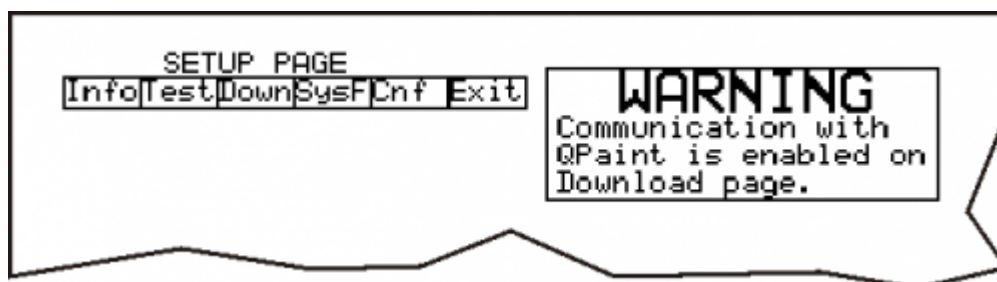 SETUP PAGE
Info Test Down SysF Cnf Exit
WARNING
Communication with
QPaint is enabled on
Download page.